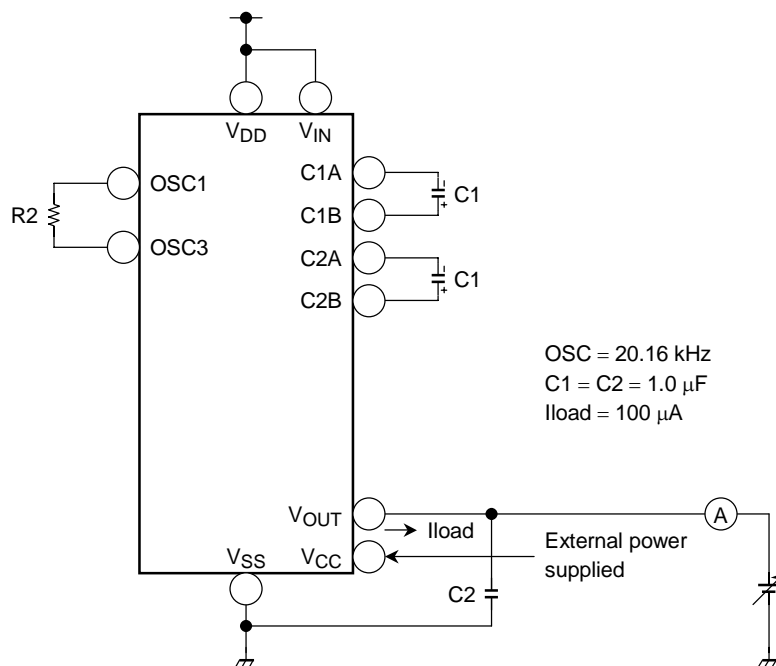 VDD
VIN
OSC1
C1A
C1
R2
C1B
OSC3
C2A
C1
C2B
OSC = 20.16 kHz
C1 = C2 = 1.0 μF
Iload = 100 μA
VOUT
Iload
A
VSS
VCC
External power
supplied
C2